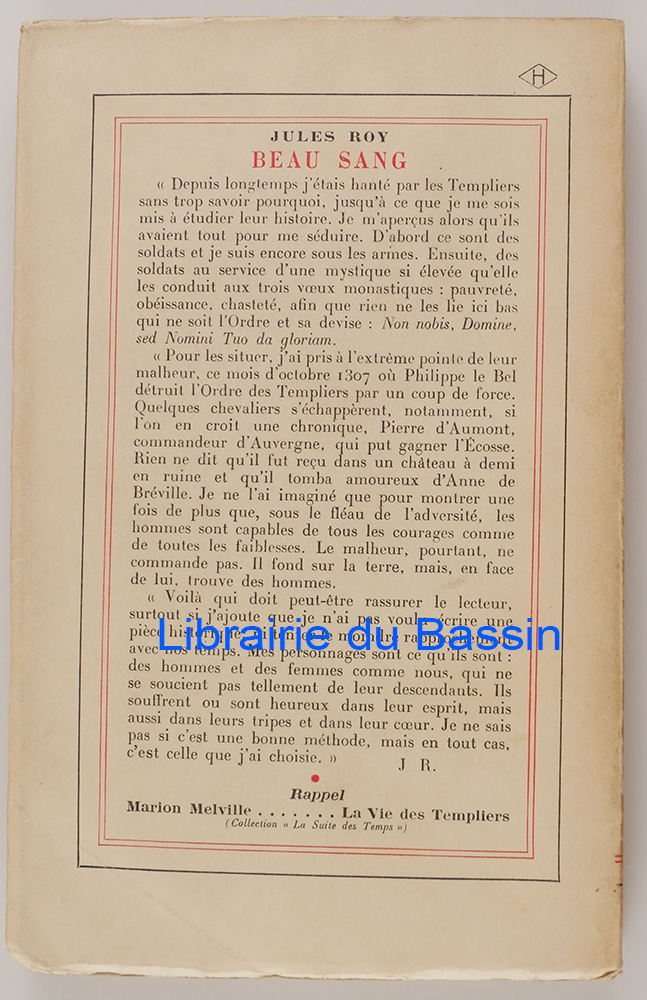 H
JULES ROY
BEAU SANG
« Depuis longtemps j'étais hanté par les Templiers
sans trop savoir pourquoi, jusqu'à ce que je me sois
mis à étudier leur histoire. Je m'aperçus alors qu'ils
avaient tout pour me séduire. D'abord ce sont des
soldats et je suis encore sous les armes. Ensuite, des
soldats au service d'une mystique si élevée qu'elle
les conduit aux trois vœux monastiques : pauvreté,
obéissance, chasteté, afin que rien ne les lie ici bas
qui ne soit l'Ordre et sa devise : Non nobis, Domine,
sed Nomini Tuo da gloriam.
« Pour les situer, j'ai pris à l'extrême pointe de leur
malheur, ce mois d'octobre 1307 où Philippe le Bel
détruit l'Ordre des Templiers par un coup de force.
Quelques chevaliers s'échappèrent, notamment, si
l'on en croit une chronique, Pierre d'Aumont,
commandeur d'Auvergne, qui put gagner l'Écosse.
Rien ne dit qu'il fut reçu dans un château à demi
en ruine et qu'il tomba amoureux d'Anne de
Bréville. Je ne l'ai imaginé que pour montrer une
fois de plus que, sous le fléau de l'adversité, les
hommes sont capables de tous les courages comme
de toutes les faiblesses. Le malheur, pourtant, ne
commande pas. Il fond sur la terre, mais, en face
de lui, trouve des hommes.
« Voilà qui doit peut-être rassurer le lecteur,
surtout si j'ajoute que je n'ai pas voulu écrire une
pièce historique ni tenter le moindre rapprochement
avec nos temps. Mes personnages sont ce qu'ils sont :
des hommes et des femmes comme nous, qui ne
se soucient pas tellement de leur descendants. Ils
souffrent ou sont heureux dans leur esprit, mais
aussi dans leurs tripes et dans leur cœur. Je ne sais
pas si c'est une bonne méthode, mais en tout cas,
c'est celle que j'ai choisie. »
J. R.
Rappel
Marion Melville . . . . . . . La Vie des Templiers
(Collection « La Suite des Temps »)
Librairie du Bassin